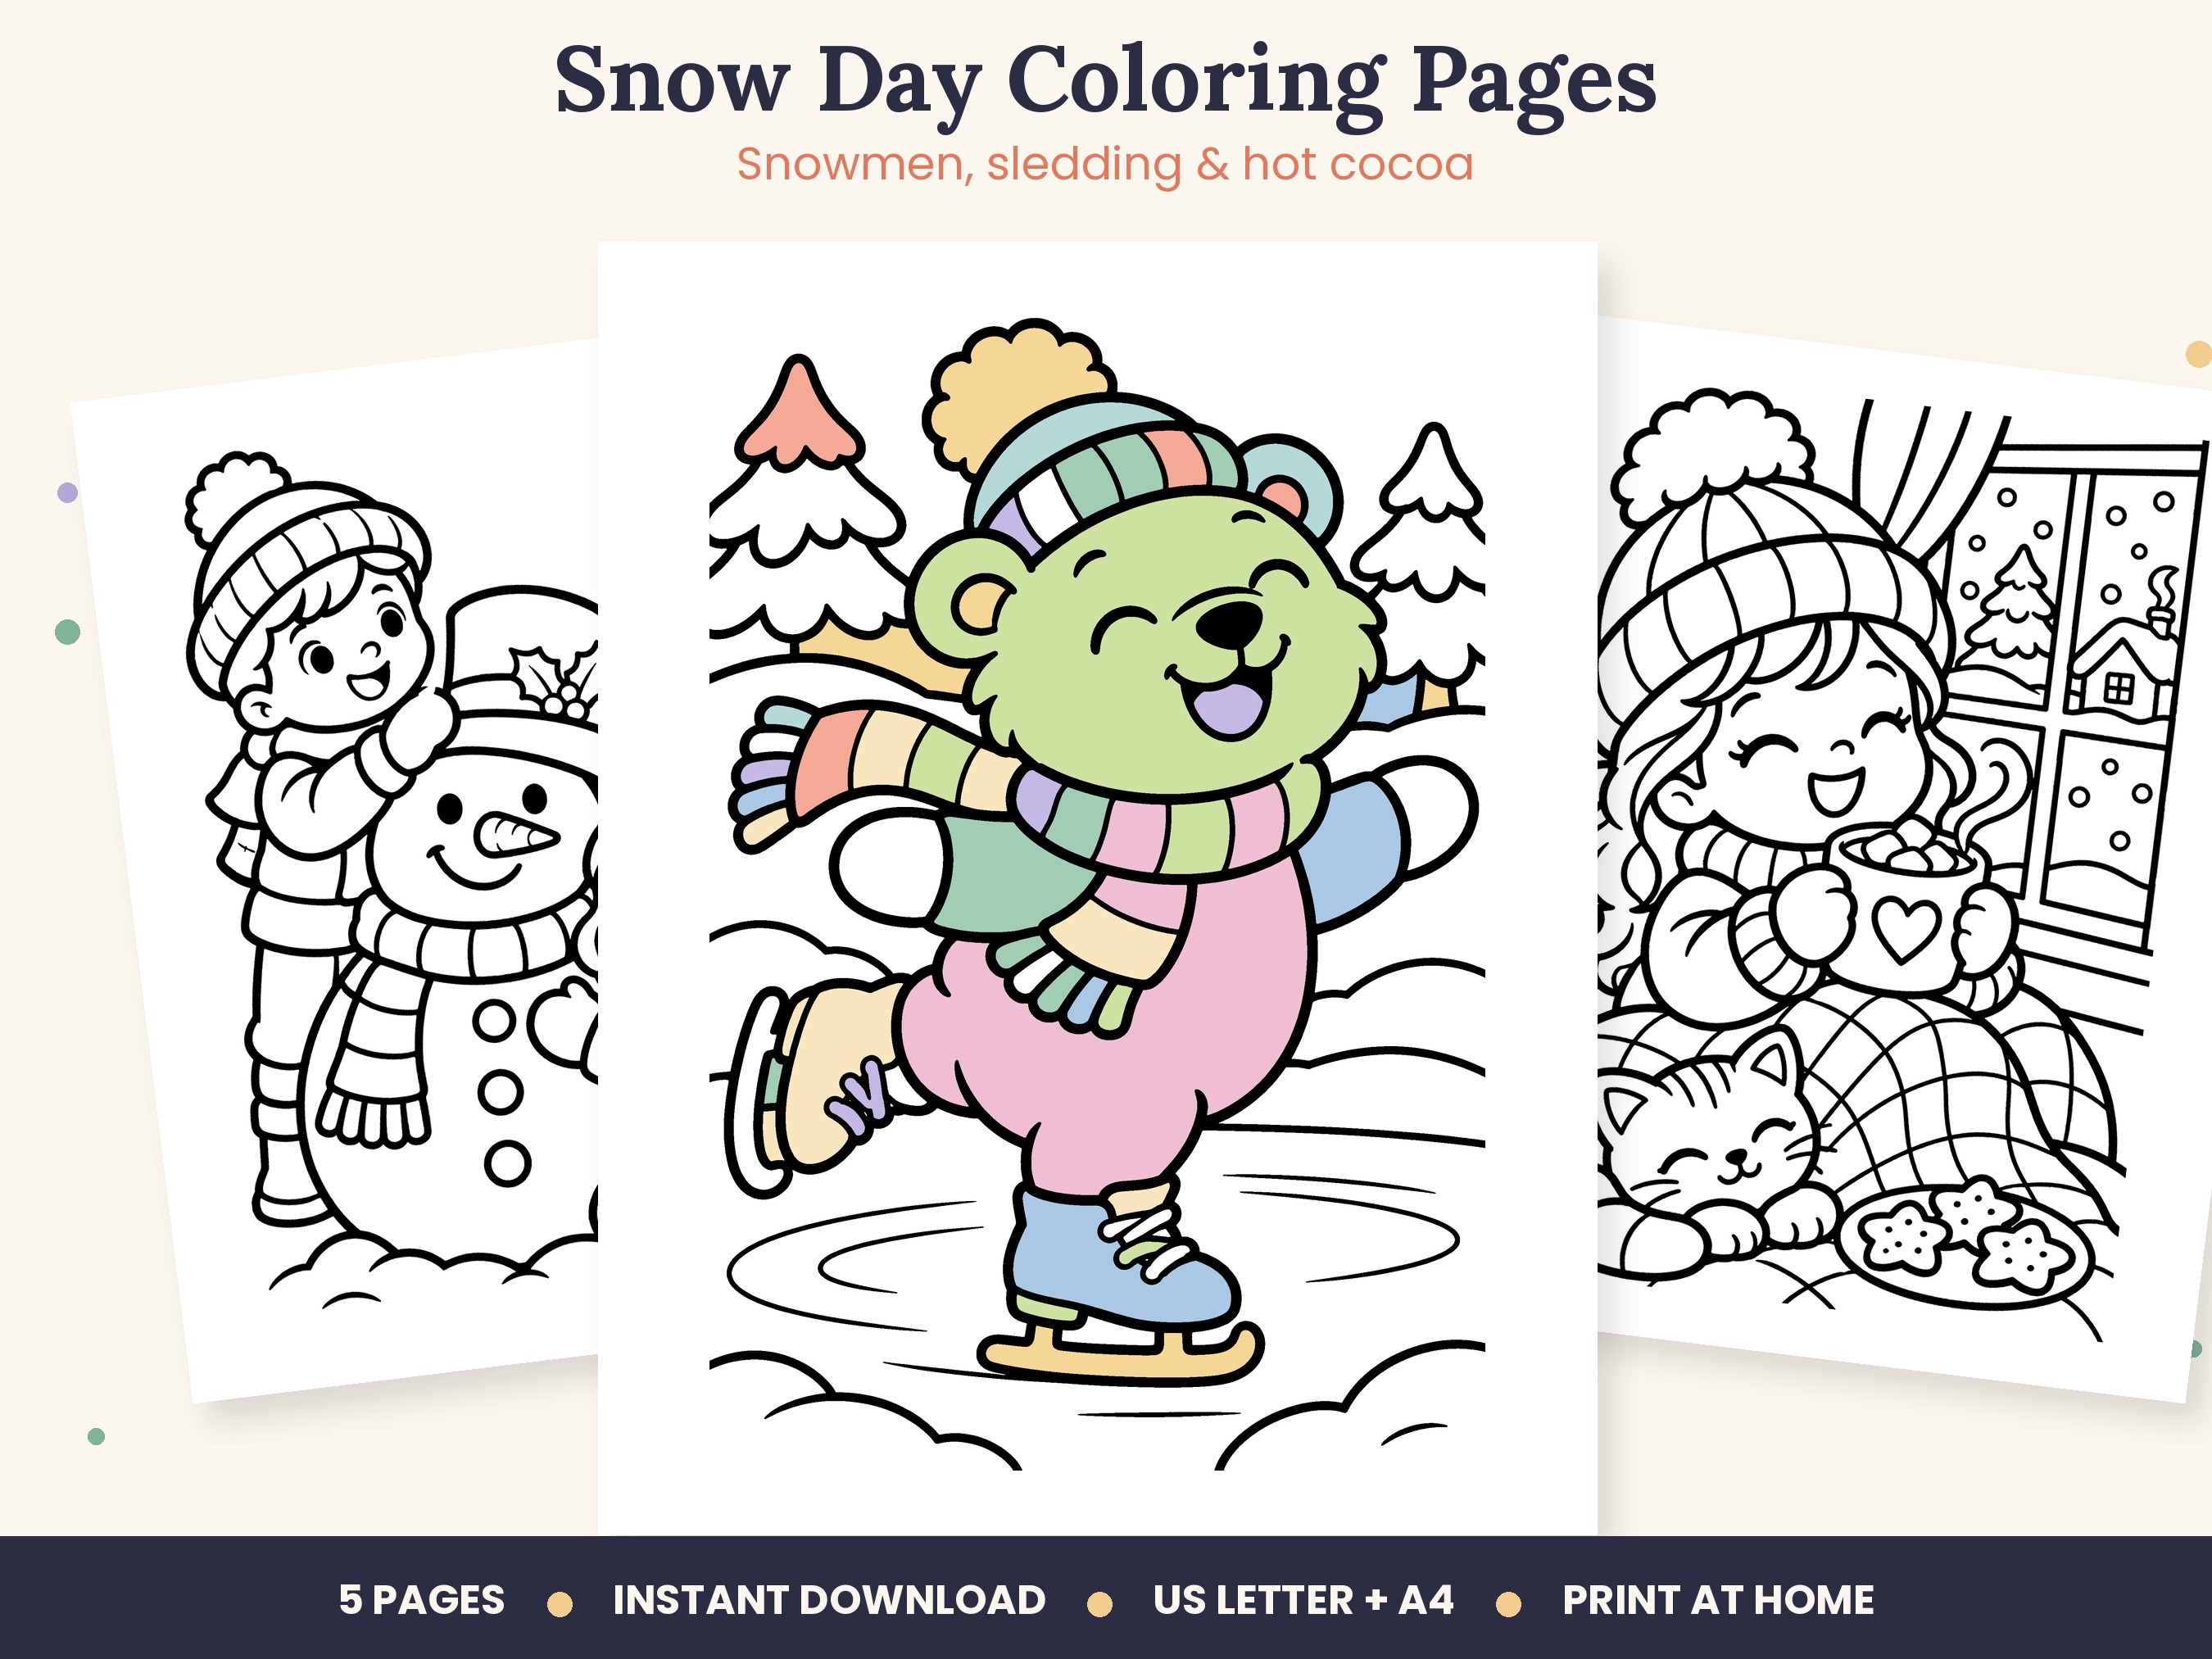 Snow Day Coloring Pages
Snowmen, sledding & hot cocoa
5 PAGES ● INSTANT DOWNLOAD ● US LETTER + A4 ● PRINT AT HOME